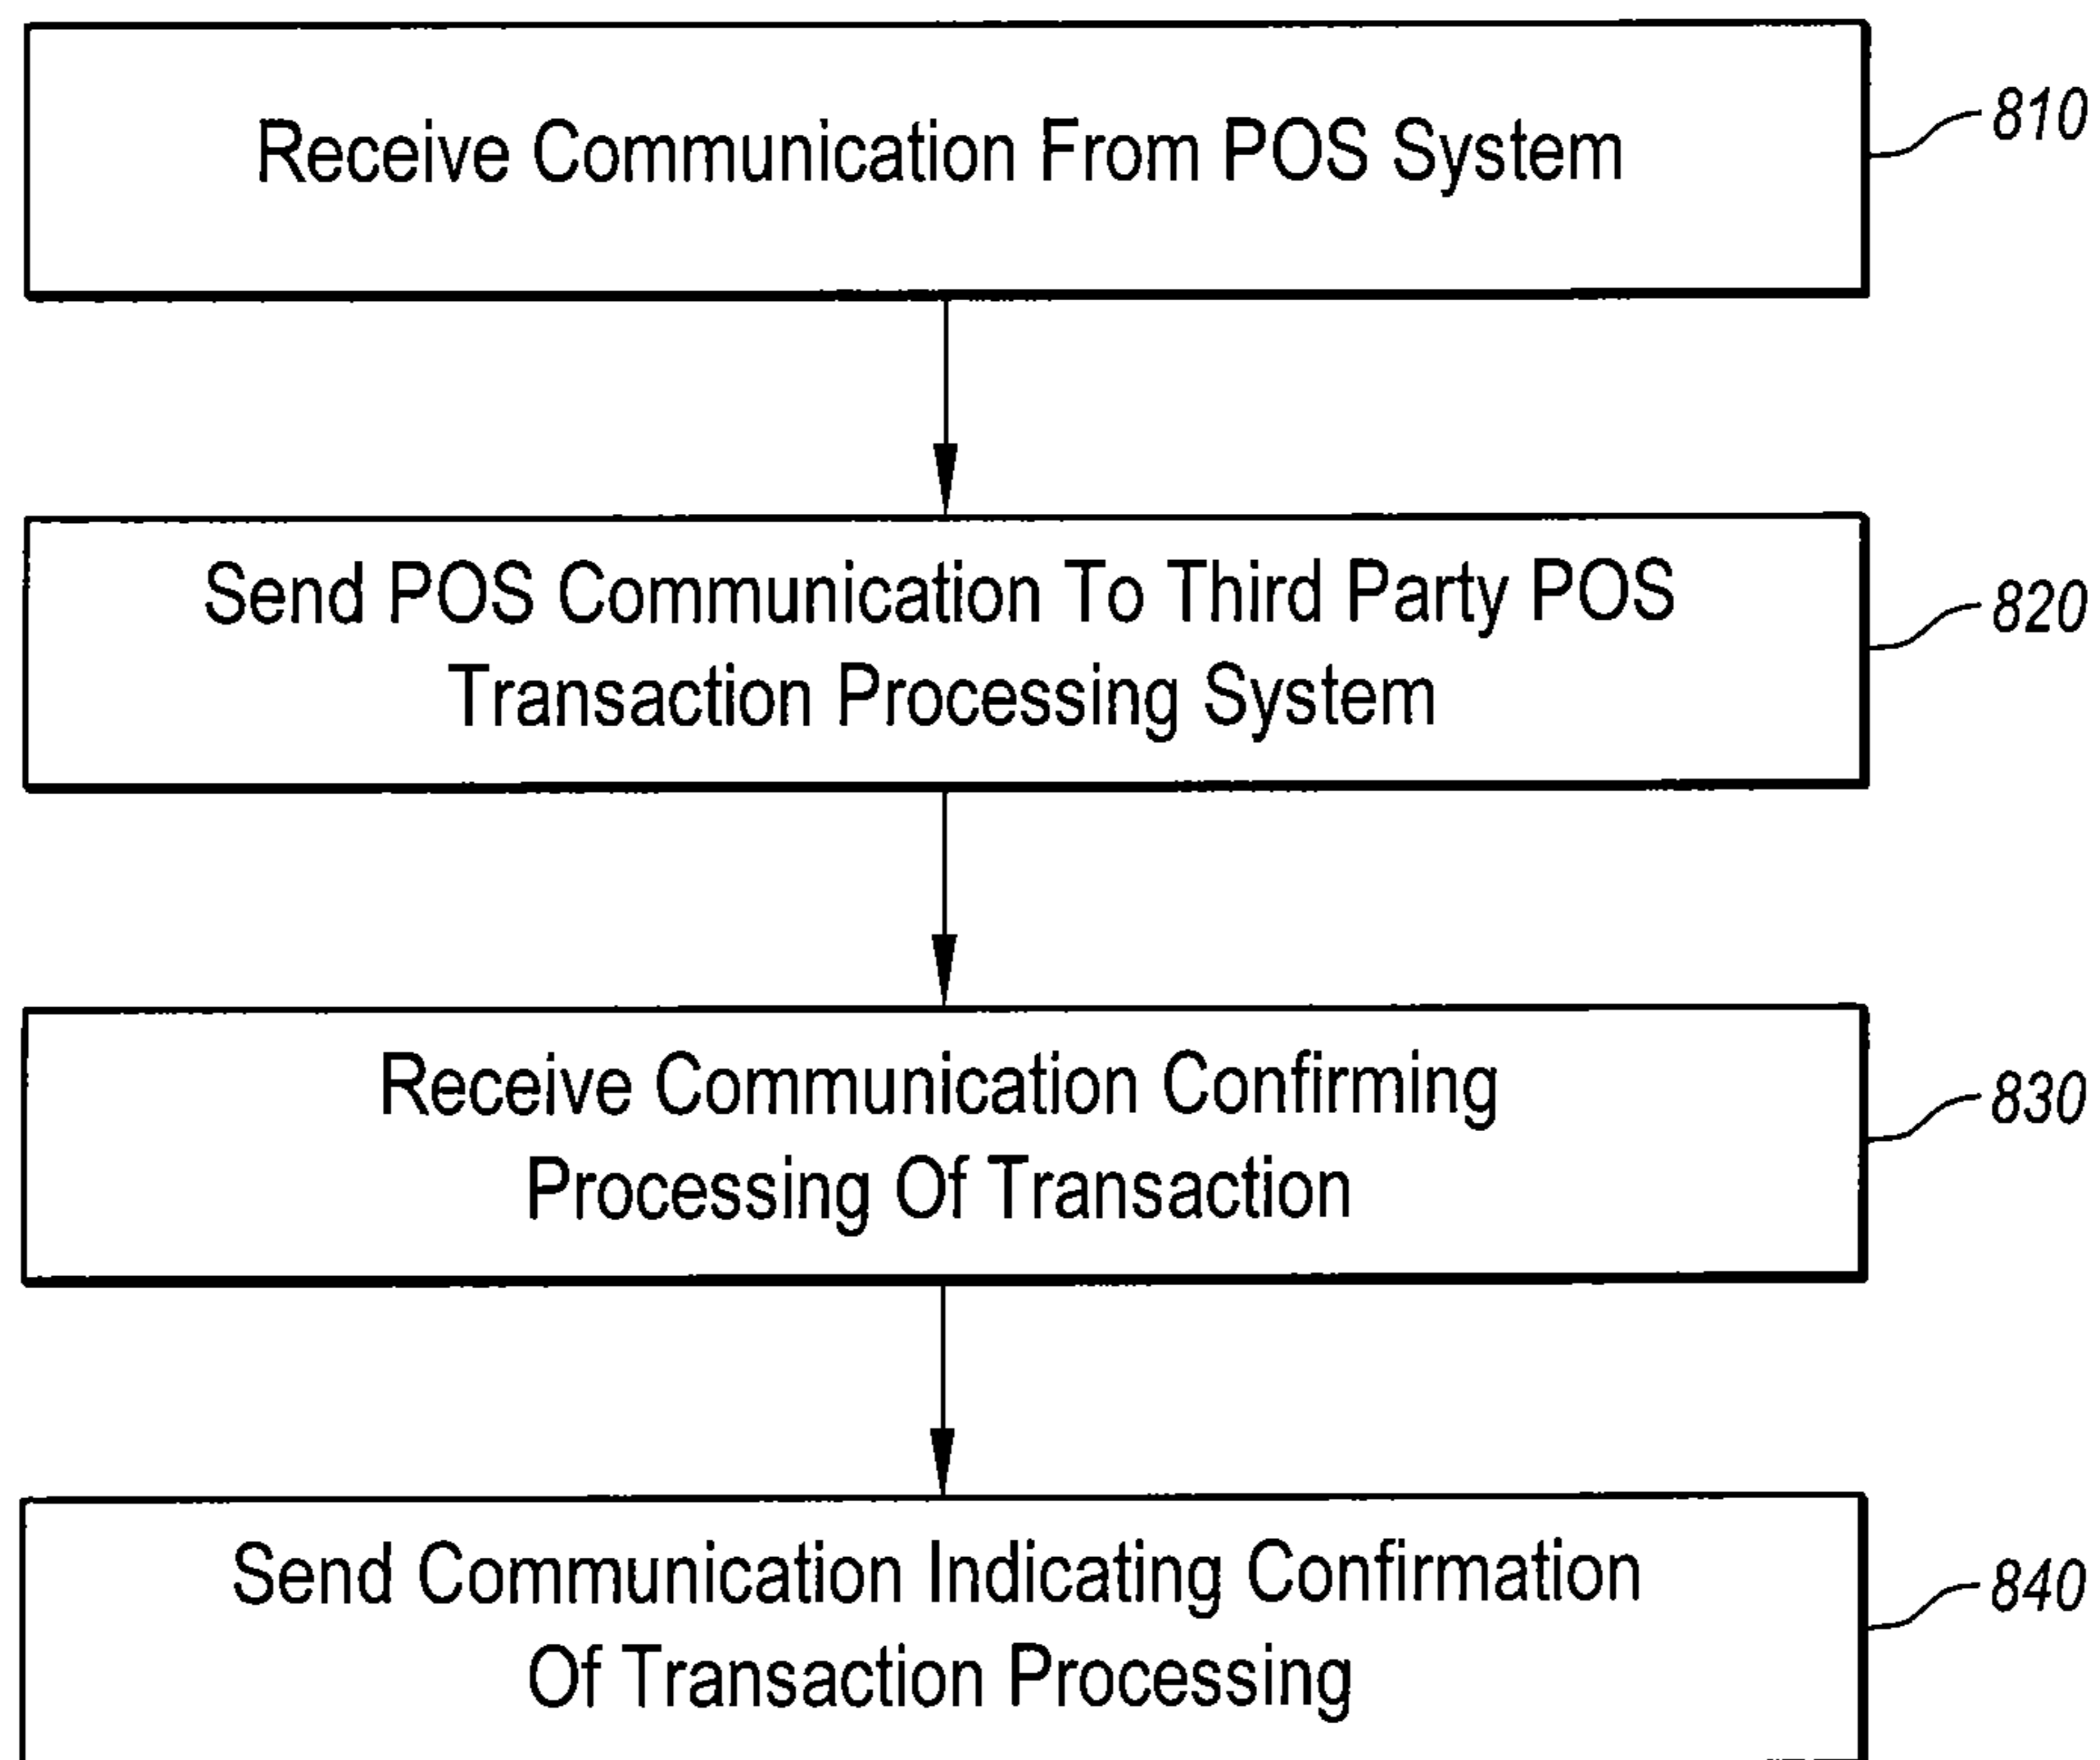 Receive Communication From POS System
810
Send POS Communication To Third Party POS
Transaction Processing System
820
Receive Communication Confirming
Processing Of Transaction
830
Send Communication Indicating Confirmation
Of Transaction Processing
840